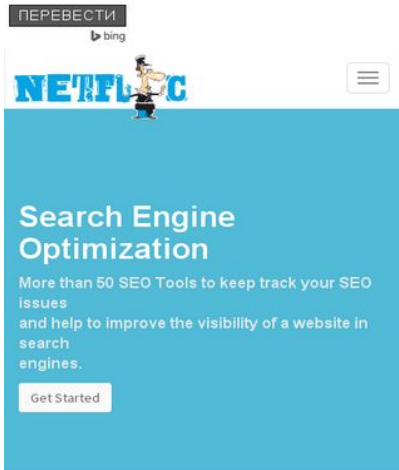 ПЕРЕВЕСТИ
bing
NETFLIC
Search Engine
Optimization
More than 50 SEO Tools to keep track your SEO
issues
and help to improve the visibility of a website in
search
engines.
Get Started